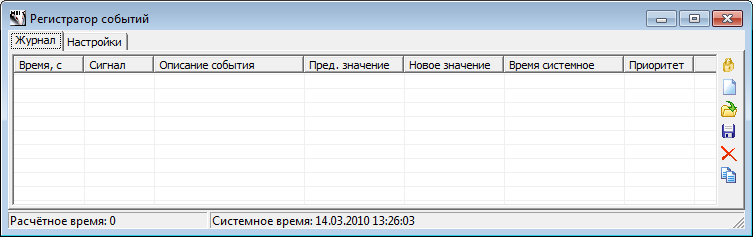 Регистратор событий
Журнал Настройки
Время, с Сигнал Описание события Пред. значение Новое значение Время системное Приоритет
Расчётное время: 0 Системное время: 14.03.2010 13:26:03